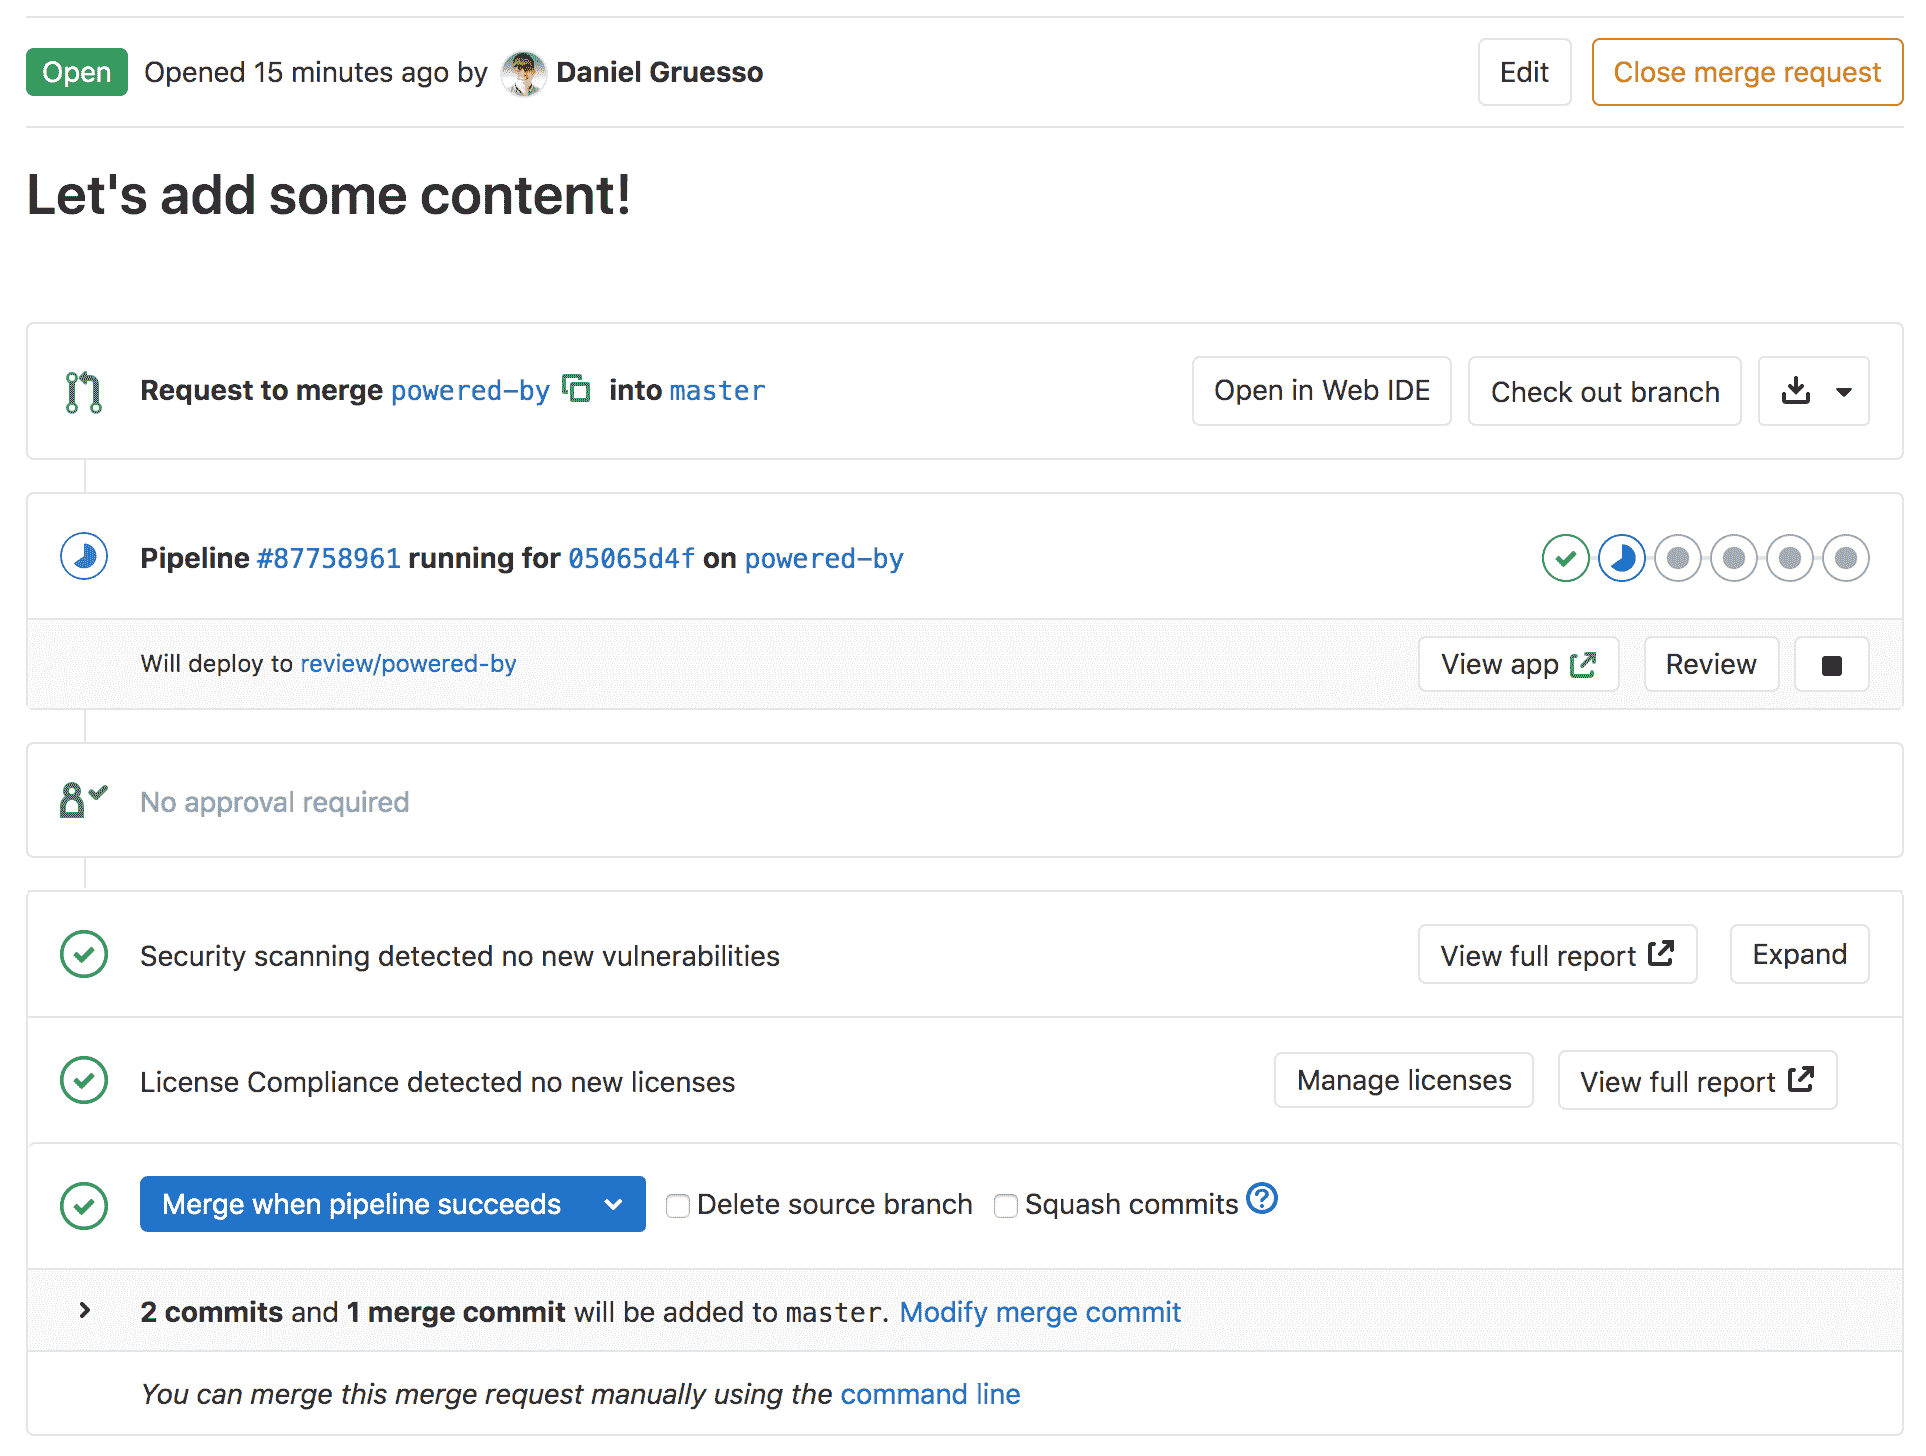 Open Opened 15 minutes ago by Daniel Gruesso Edit Close merge request
Let's add some content!
Request to merge powered-by into master Open in Web IDE Check out branch
Pipeline #87758961 running for 05065d4f on powered-by
Will deploy to review/powered-by View app Review
No approval required
Security scanning detected no new vulnerabilities View full report Expand
License Compliance detected no new licenses Manage licenses View full report
Merge when pipeline succeeds Delete source branch Squash commits ?
2 commits and 1 merge commit will be added to master. Modify merge commit
You can merge this merge request manually using the command line